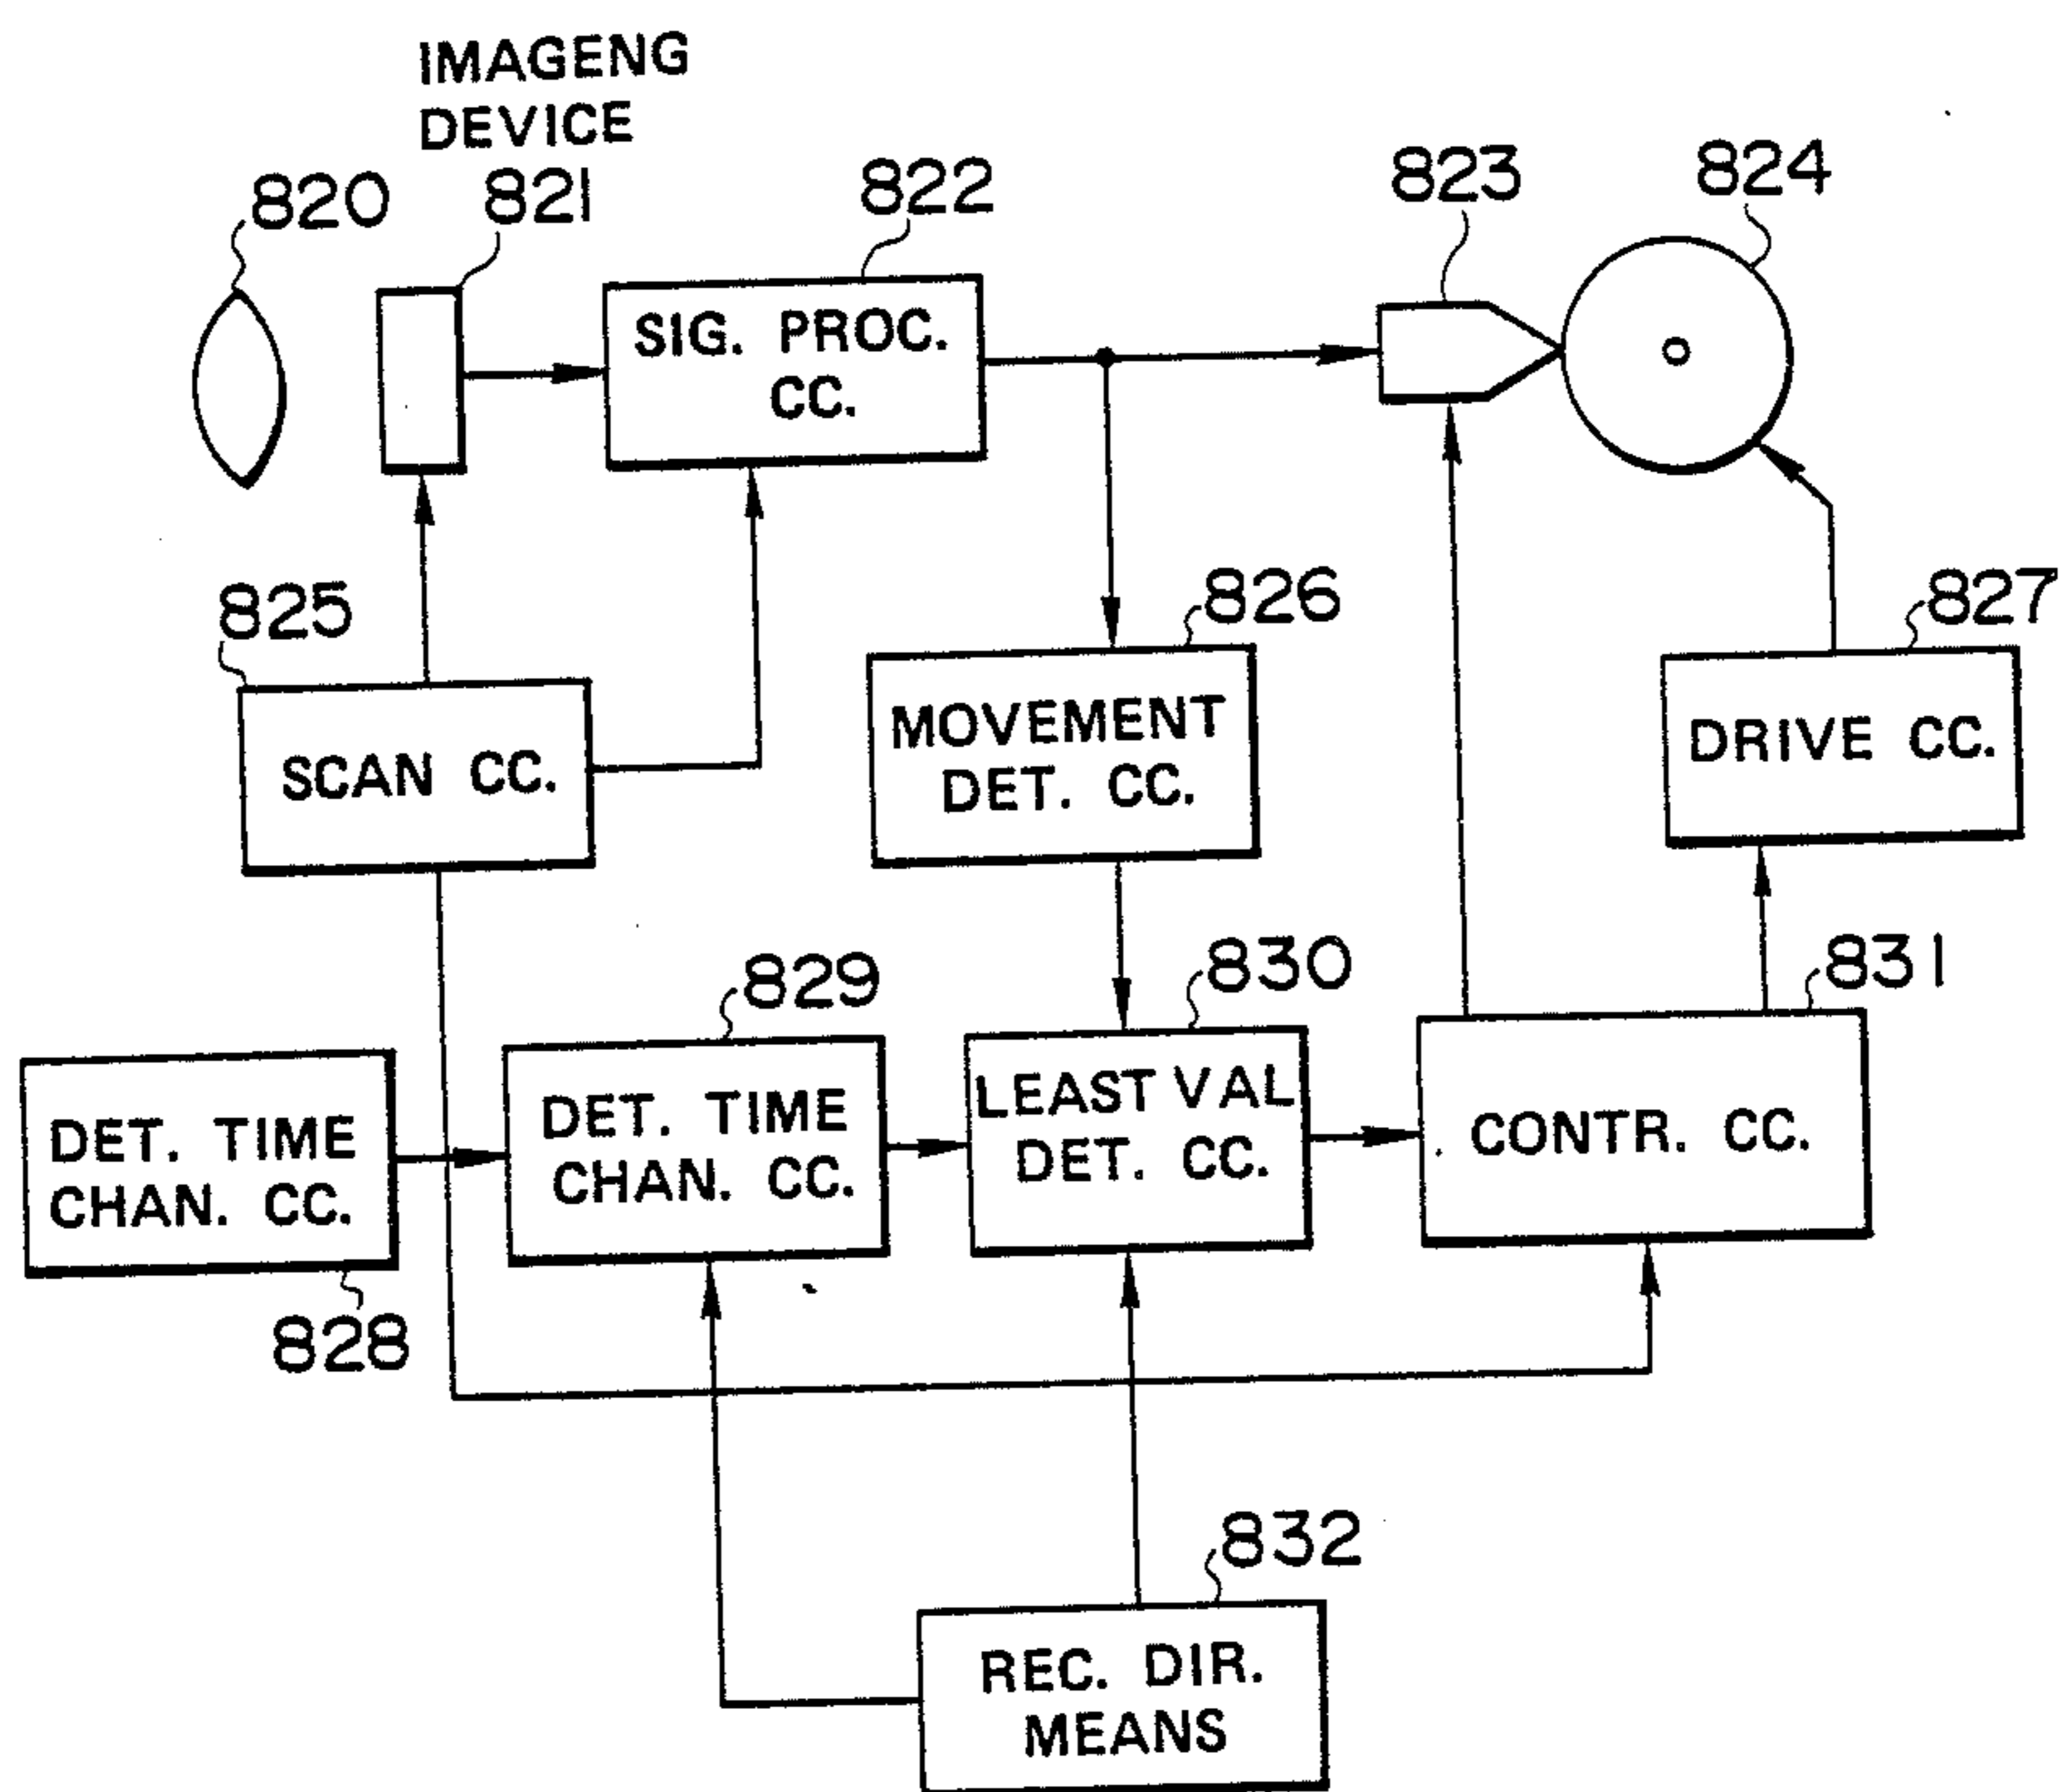 IMAGENG
DEVICE
820
821
822
823
824
SIG. PROC.
CC.
825
826
827
SCAN CC.
MOVEMENT
DET. CC.
DRIVE CC.
829
830
831
DET. TIME
CHAN. CC.
DET. TIME
CHAN. CC.
LEAST VAL
DET. CC.
CONTR. CC.
828
832
REC. DIR.
MEANS